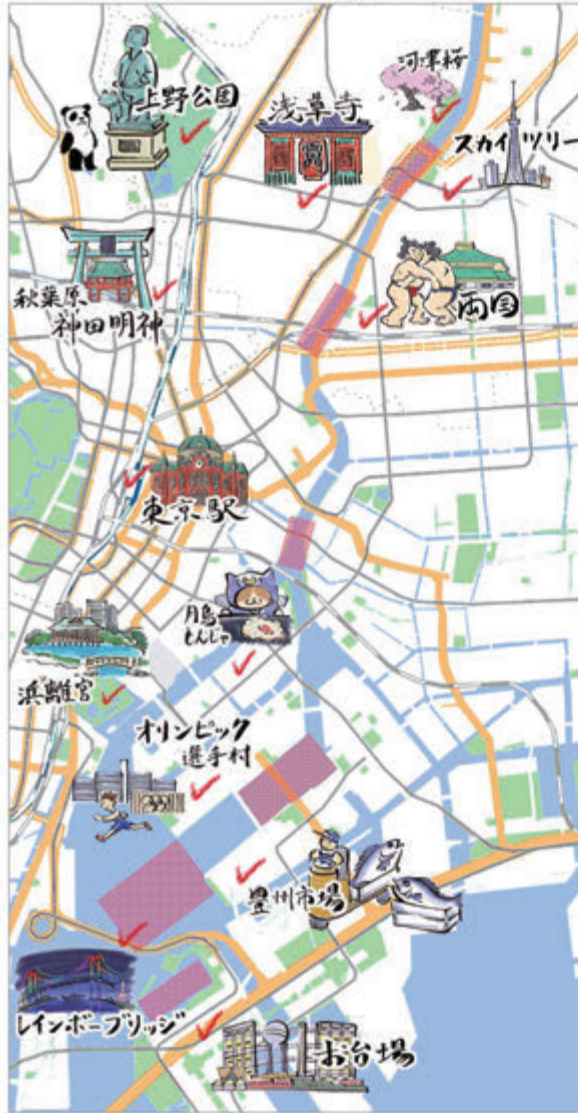 上野公園
浅草寺
河津桜
スカイツリー
秋葉原
神田明神
両国
東京駅
月島
もんじゃ
浜離宮
オリンピック
選手村
豊州市場
レインボーブリッジ
お台場